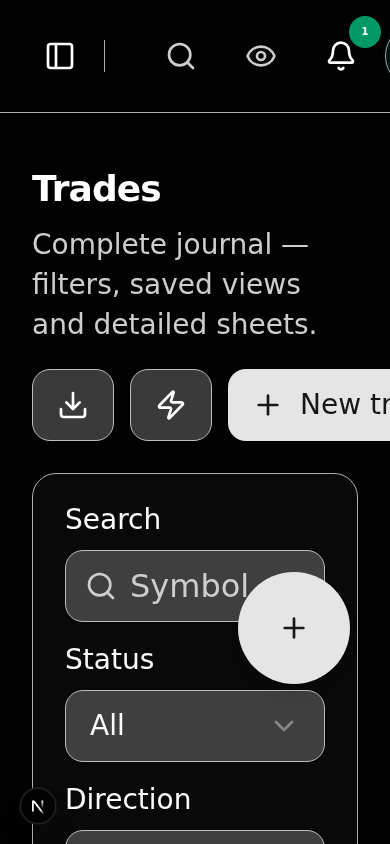 1
Trades
Complete journal —
filters, saved views
and detailed sheets.
New tr
Search
Symbol
Status
All
Direction
N